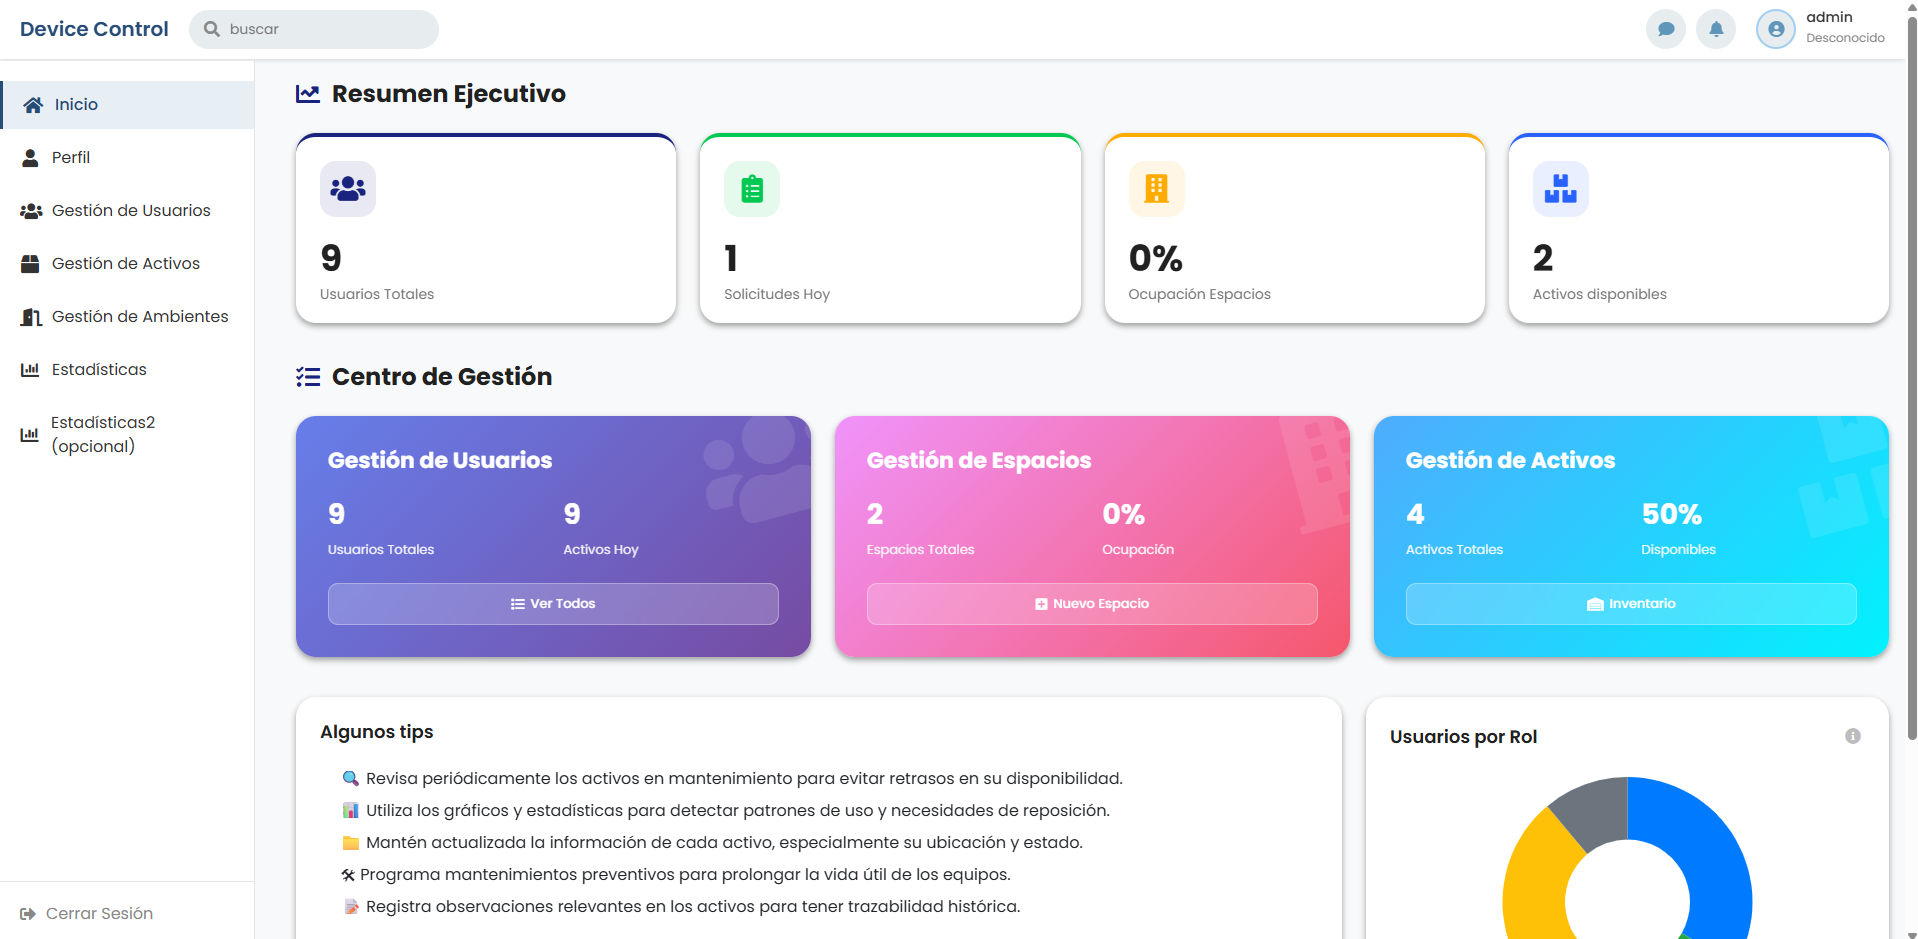 Device Control
buscar
admin
Desconocido
Inicio
Perfil
Gestión de Usuarios
Gestión de Activos
Gestión de Ambientes
Estadísticas
Estadísticas2
(opcional)
Cerrar Sesión
Resumen Ejecutivo
9
Usuarios Totales
1
Solicitudes Hoy
0%
Ocupación Espacios
2
Activos disponibles
Centro de Gestión
Gestión de Usuarios
9
Usuarios Totales
9
Activos Hoy
Ver Todos
Gestión de Espacios
2
Espacios Totales
0%
Ocupación
Nuevo Espacio
Gestión de Activos
4
Activos Totales
50%
Disponibles
Inventario
Algunos tips
🔍 Revisa periódicamente los activos en mantenimiento para evitar retrasos en su disponibilidad.
📊 Utiliza los gráficos y estadísticas para detectar patrones de uso y necesidades de reposición.
📁 Mantén actualizada la información de cada activo, especialmente su ubicación y estado.
🛠 Programa mantenimientos preventivos para prolongar la vida útil de los equipos.
📝 Registra observaciones relevantes en los activos para tener trazabilidad histórica.
Usuarios por Rol